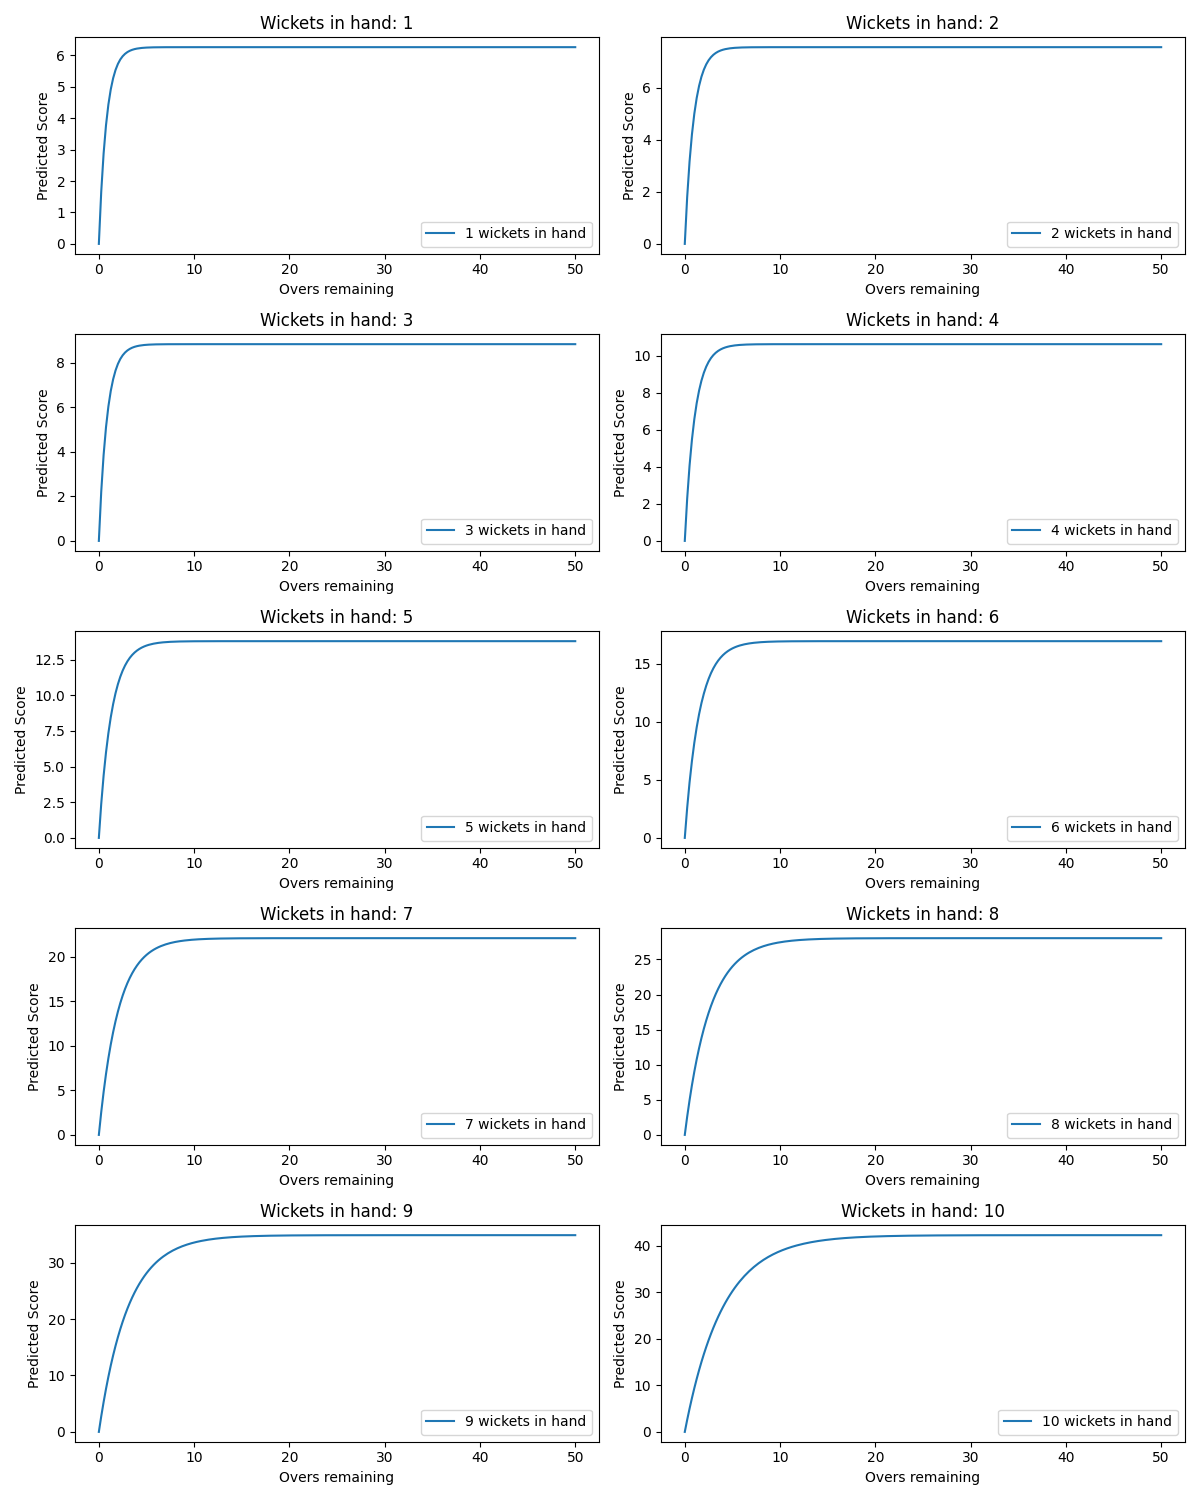 Wickets in hand: 1
Predicted Score
6
5
4
3
2
1
0
1 wickets in hand
0 10 20 30 40 50
Overs remaining
Wickets in hand: 2
Predicted Score
6
4
2
0
2 wickets in hand
0 10 20 30 40 50
Overs remaining
Wickets in hand: 3
Predicted Score
8
6
4
2
0
3 wickets in hand
0 10 20 30 40 50
Overs remaining
Wickets in hand: 4
Predicted Score
10
8
6
4
2
0
4 wickets in hand
0 10 20 30 40 50
Overs remaining
Wickets in hand: 5
Predicted Score
12.5
10.0
7.5
5.0
2.5
0.0
5 wickets in hand
0 10 20 30 40 50
Overs remaining
Wickets in hand: 6
Predicted Score
15
10
5
0
6 wickets in hand
0 10 20 30 40 50
Overs remaining
Wickets in hand: 7
Predicted Score
20
15
10
5
0
7 wickets in hand
0 10 20 30 40 50
Overs remaining
Wickets in hand: 8
Predicted Score
25
20
15
10
5
0
8 wickets in hand
0 10 20 30 40 50
Overs remaining
Wickets in hand: 9
Predicted Score
30
20
10
0
9 wickets in hand
0 10 20 30 40 50
Overs remaining
Wickets in hand: 10
Predicted Score
40
30
20
10
0
10 wickets in hand
0 10 20 30 40 50
Overs remaining